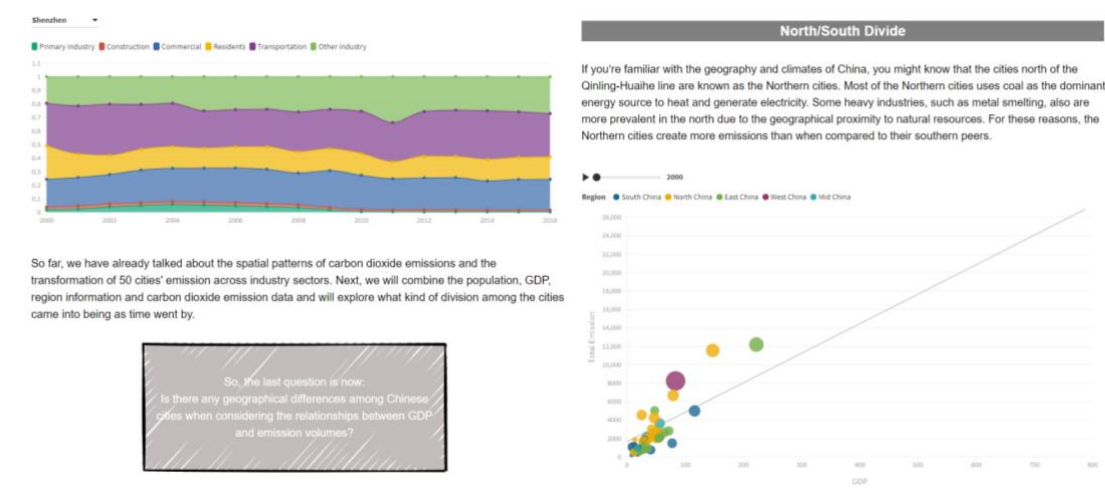 Shenzhen
Primary industry Construction Commercial Residents Transportation Other industry
1.1
1
0.9
0.8
0.7
0.6
0.5
0.4
0.3
0.2
0.1
0
2000 2002 2004 2006 2008 2010 2012 2014 2016
So far, we have already talked about the spatial patterns of carbon dioxide emissions and the
transformation of 50 cities' emission across industry sectors. Next, we will combine the population, GDP,
region information and carbon dioxide emission data and will explore what kind of division among the cities
came into being as time went by.
So, the last question is now:
Is there any geographical differences among Chinese
cities when considering the relationships between GDP
and emission volumes?
North/South Divide
If you're familiar with the geography and climates of China, you might know that the cities north of the
Qinling-Huaihe line are known as the Northern cities. Most of the Northern cities uses coal as the dominant
energy source to heat and generate electricity. Some heavy industries, such as metal smelting, also are
more prevalent in the north due to the geographical proximity to natural resources. For these reasons, the
Northern cities create more emissions than when compared to their southern peers.
2000
Region South China North China East China West China Mid China
26,000
24,000
22,000
20,000
18,000
16,000
14,000
12,000
10,000
8000
6000
4000
2000
0
Total Emission
0 100 200 300 400 500 600 700 800
GDP